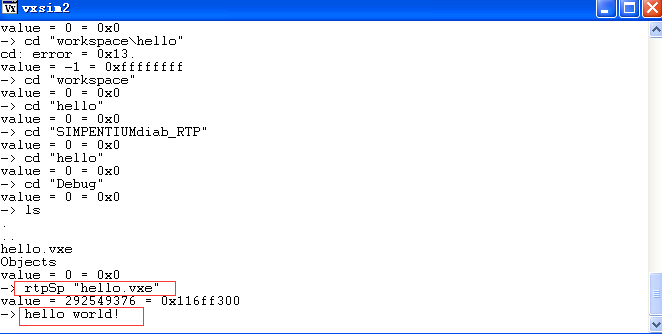 vxsim2
value = 0 = 0x0
-> cd "workspace\hello"
cd: error = 0x13.
value = -1 = 0xffffffff
-> cd "workspace"
value = 0 = 0x0
-> cd "hello"
value = 0 = 0x0
-> cd "SIMPENTIUMdiab_RTP"
value = 0 = 0x0
-> cd "hello"
value = 0 = 0x0
-> cd "Debug"
value = 0 = 0x0
-> ls
.
..
hello.vxe
Objects
value = 0 = 0x0
-> rtpSp "hello.vxe"
value = 292549376 = 0x116ff300
-> hello world!